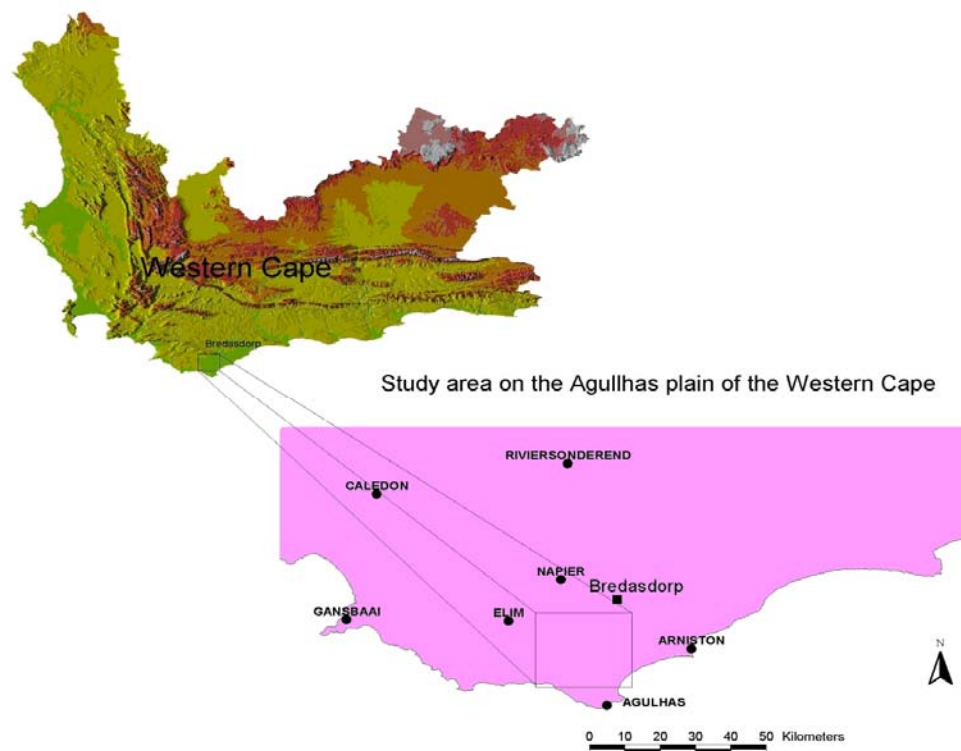 Western Cape
Bredasdorp
Study area on the Agullhas plain of the Western Cape
RIVIERSONDEREND
CALEDON
NAPIER
Bredasdorp
GANSBAAI
ELIM
ARNISTON
N
AGULHAS
0 10 20 30 40 50 Kilometers